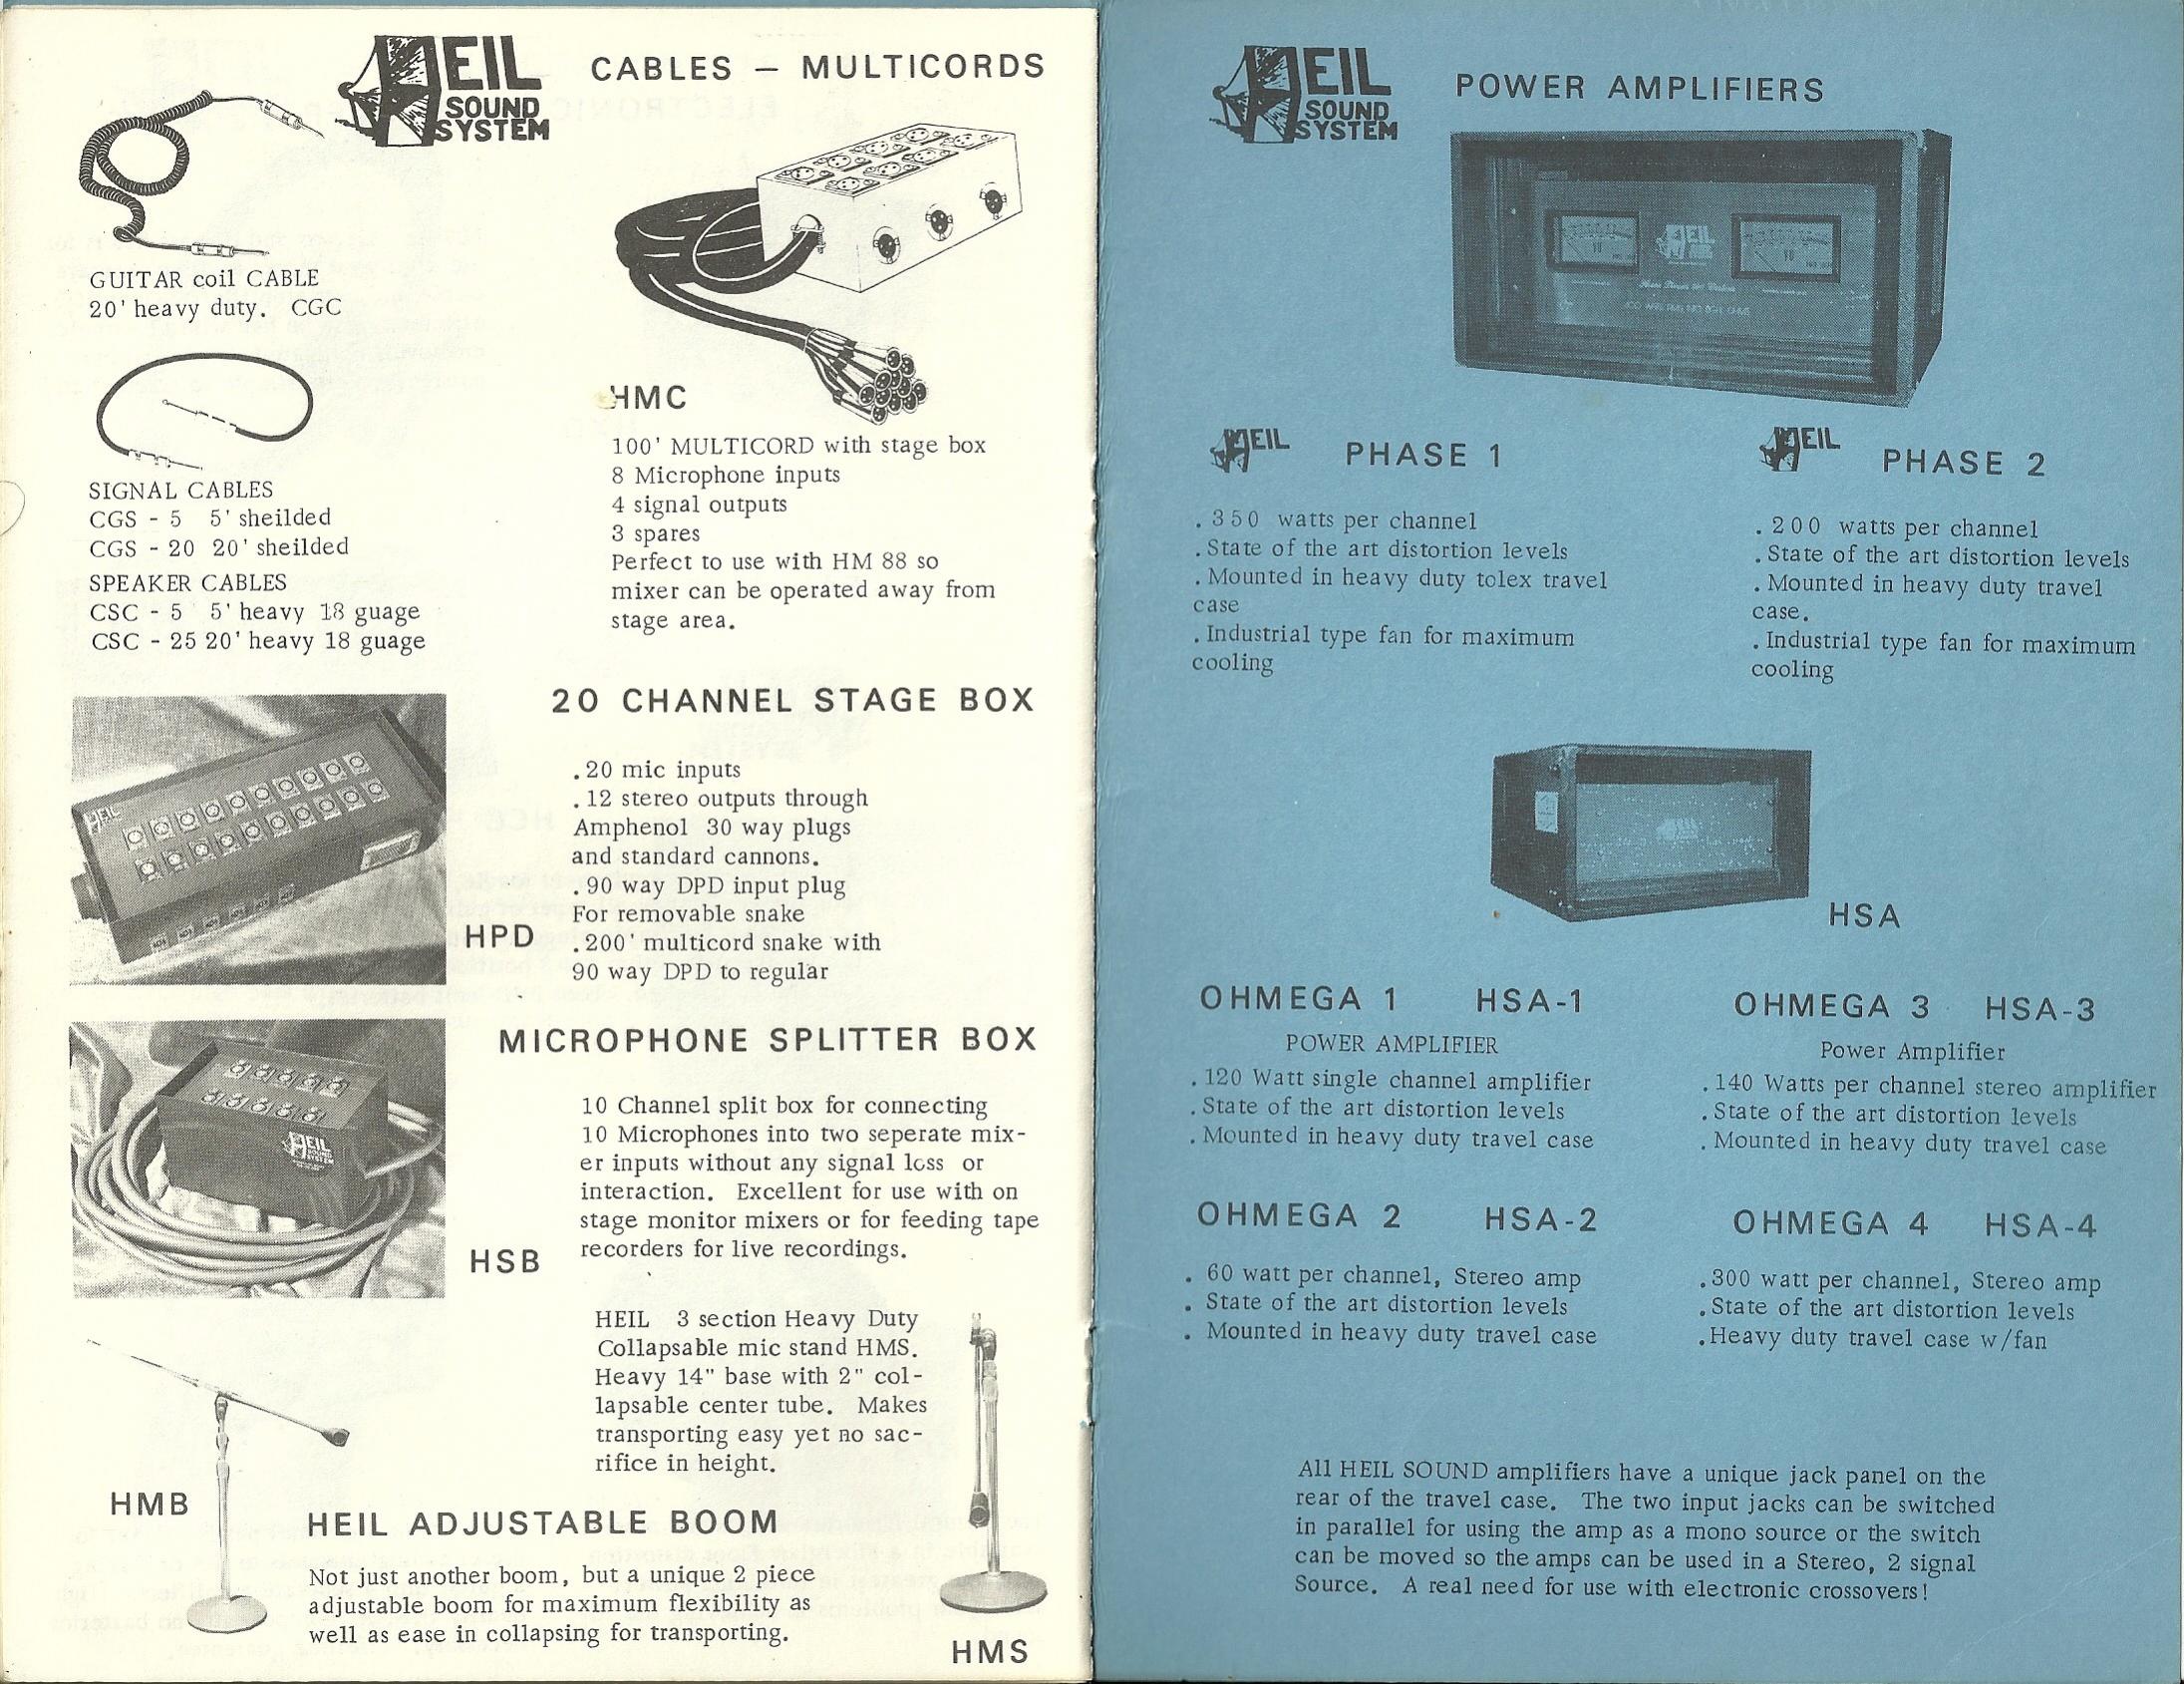 HEIL
SOUND
SYSTEM
CABLES – MULTICORDS
GUITAR coil CABLE
20' heavy duty. CGC
SIGNAL CABLES
CGS - 5 5' sheilded
CGS - 20 20' sheilded
SPEAKER CABLES
CSC - 5 5' heavy 18 guage
CSC - 25 20' heavy 18 guage
HMC
100' MULTICORD with stage box
8 Microphone inputs
4 signal outputs
3 spares
Perfect to use with HM 88 so
mixer can be operated away from
stage area.
20 CHANNEL STAGE BOX
HEIL
HPD
.20 mic inputs
.12 stereo outputs through
Amphenol 30 way plugs
and standard cannons.
.90 way DPD input plug
For removable snake
.200' multicord snake with
90 way DPD to regular
MICROPHONE SPLITTER BOX
HEIL
SOUND
SYSTEM
HSB
10 Channel split box for connecting
10 Microphones into two seperate mix-
er inputs without any signal loss or
interaction. Excellent for use with on
stage monitor mixers or for feeding tape
recorders for live recordings.
HEIL 3 section Heavy Duty
Collapsable mic stand HMS.
Heavy 14" base with 2" col-
lapsable center tube. Makes
transporting easy yet no sac-
rifice in height.
HMB
HEIL ADJUSTABLE BOOM
Not just another boom, but a unique 2 piece
adjustable boom for maximum flexibility as
well as ease in collapsing for transporting.
HMS
HEIL
SOUND
SYSTEM
POWER AMPLIFIERS
HEIL
HEIL PHASE 1
.350 watts per channel
.State of the art distortion levels
.Mounted in heavy duty tolex travel
case
.Industrial type fan for maximum
cooling
HEIL PHASE 2
.200 watts per channel
.State of the art distortion levels
.Mounted in heavy duty travel
case.
.Industrial type fan for maximum
cooling
HSA
OHMEGA 1 HSA-1
POWER AMPLIFIER
.120 Watt single channel amplifier
.State of the art distortion levels
.Mounted in heavy duty travel case
OHMEGA 3 HSA-3
Power Amplifier
.140 Watts per channel stereo amplifier
.State of the art distortion levels
.Mounted in heavy duty travel case
OHMEGA 2 HSA-2
. 60 watt per channel, Stereo amp
. State of the art distortion levels
. Mounted in heavy duty travel case
OHMEGA 4 HSA-4
.300 watt per channel, Stereo amp
.State of the art distortion levels
.Heavy duty travel case w/fan
All HEIL SOUND amplifiers have a unique jack panel on the
rear of the travel case. The two input jacks can be switched
in parallel for using the amp as a mono source or the switch
can be moved so the amps can be used in a Stereo, 2 signal
Source. A real need for use with electronic crossovers!